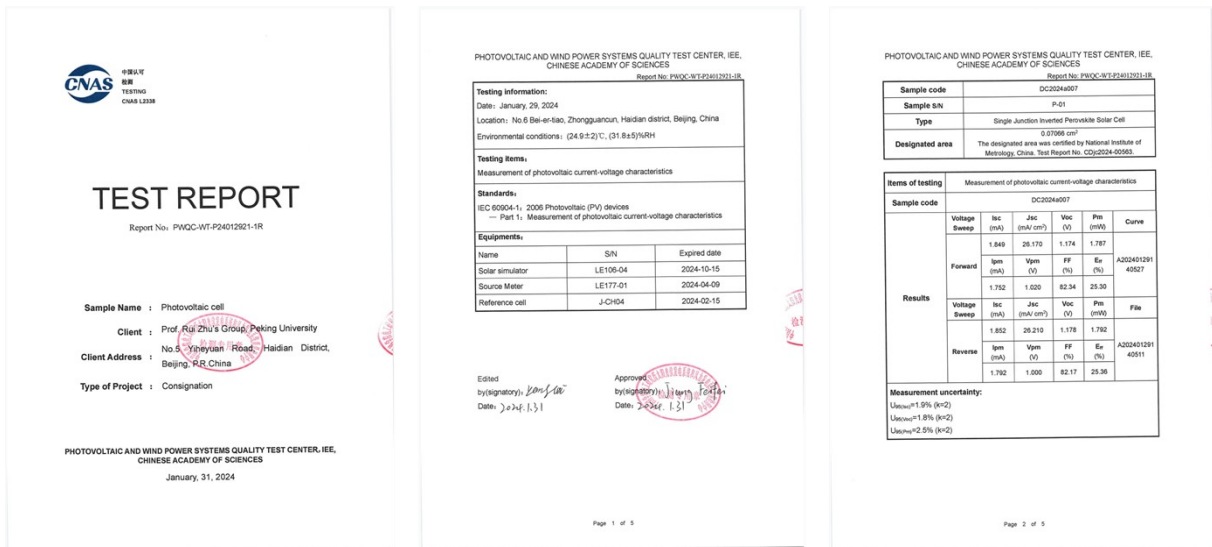 CNAS
中国认可
检测
TESTING
CNAS L2338
TEST REPORT
Report No: PWQC-WT-P24012921-1R
Sample Name : Photovoltaic cell
Client : Prof. Rui Zhu's Group, Peking University
Client Address : No.5 Yiheyuan Road, Haidian District,
Beijing, P.R.China
Type of Project : Consignation
PHOTOVOLTAIC AND WIND POWER SYSTEMS QUALITY TEST CENTER, IEE,
CHINESE ACADEMY OF SCIENCES
January, 31, 2024
PHOTOVOLTAIC AND WIND POWER SYSTEMS QUALITY TEST CENTER, IEE,
CHINESE ACADEMY OF SCIENCES
Report No: PWQC-WT-P24012921-1R
Testing information:
Date: January, 29, 2024
Location: No.6 Bei-er-tiao, Zhongguancun, Haidian district, Beijing, China
Environmental conditions: (24.9±2)℃, (31.8±5)%RH
Testing items:
Measurement of photovoltaic current-voltage characteristics
Standards:
IEC 60904-1: 2006 Photovoltaic (PV) devices
— Part 1: Measurement of photovoltaic current-voltage characteristics
Equipments:
Name S/N Expired date
Solar simulator LE106-04 2024-10-15
Source Meter LE177-01 2024-04-09
Reference cell J-CH04 2024-02-15
Edited
by(signatory):
Date: 2024.1.31
Approved
by(signatory):
Date: 2024.1.31
Page 1 of 5
PHOTOVOLTAIC AND WIND POWER SYSTEMS QUALITY TEST CENTER, IEE,
CHINESE ACADEMY OF SCIENCES
Report No: PWQC-WT-P24012921-1R
Sample code DC2024a007
Sample S/N P-01
Type Single Junction Inverted Perovskite Solar Cell
Designated area 0.07066 cm²
The designated area was certified by National Institute of
Metrology, China. Test Report No. CDjc2024-00563.
Items of testing Measurement of photovoltaic current-voltage characteristics
Sample code DC2024a007
Results
Voltage Sweep Isc (mA) Jsc (mA/ cm²) Voc (V) Pm (mW) Curve
Forward 1.849 26.170 1.174 1.787
Ipm (mA) Vpm (V) FF (%) Eff (%) A20240129140527
1.752 1.020 82.34 25.30
Voltage Sweep Isc (mA) Jsc (mA/ cm²) Voc (V) Pm (mW) File
Reverse 1.852 26.210 1.178 1.792
Ipm (mA) Vpm (V) FF (%) Eff (%) A20240129140511
1.792 1.000 82.17 25.36
Measurement uncertainty:
U95(Isc)=1.9% (k=2)
U95(Voc)=1.8% (k=2)
U95(Pm)=2.5% (k=2)
Page 2 of 5